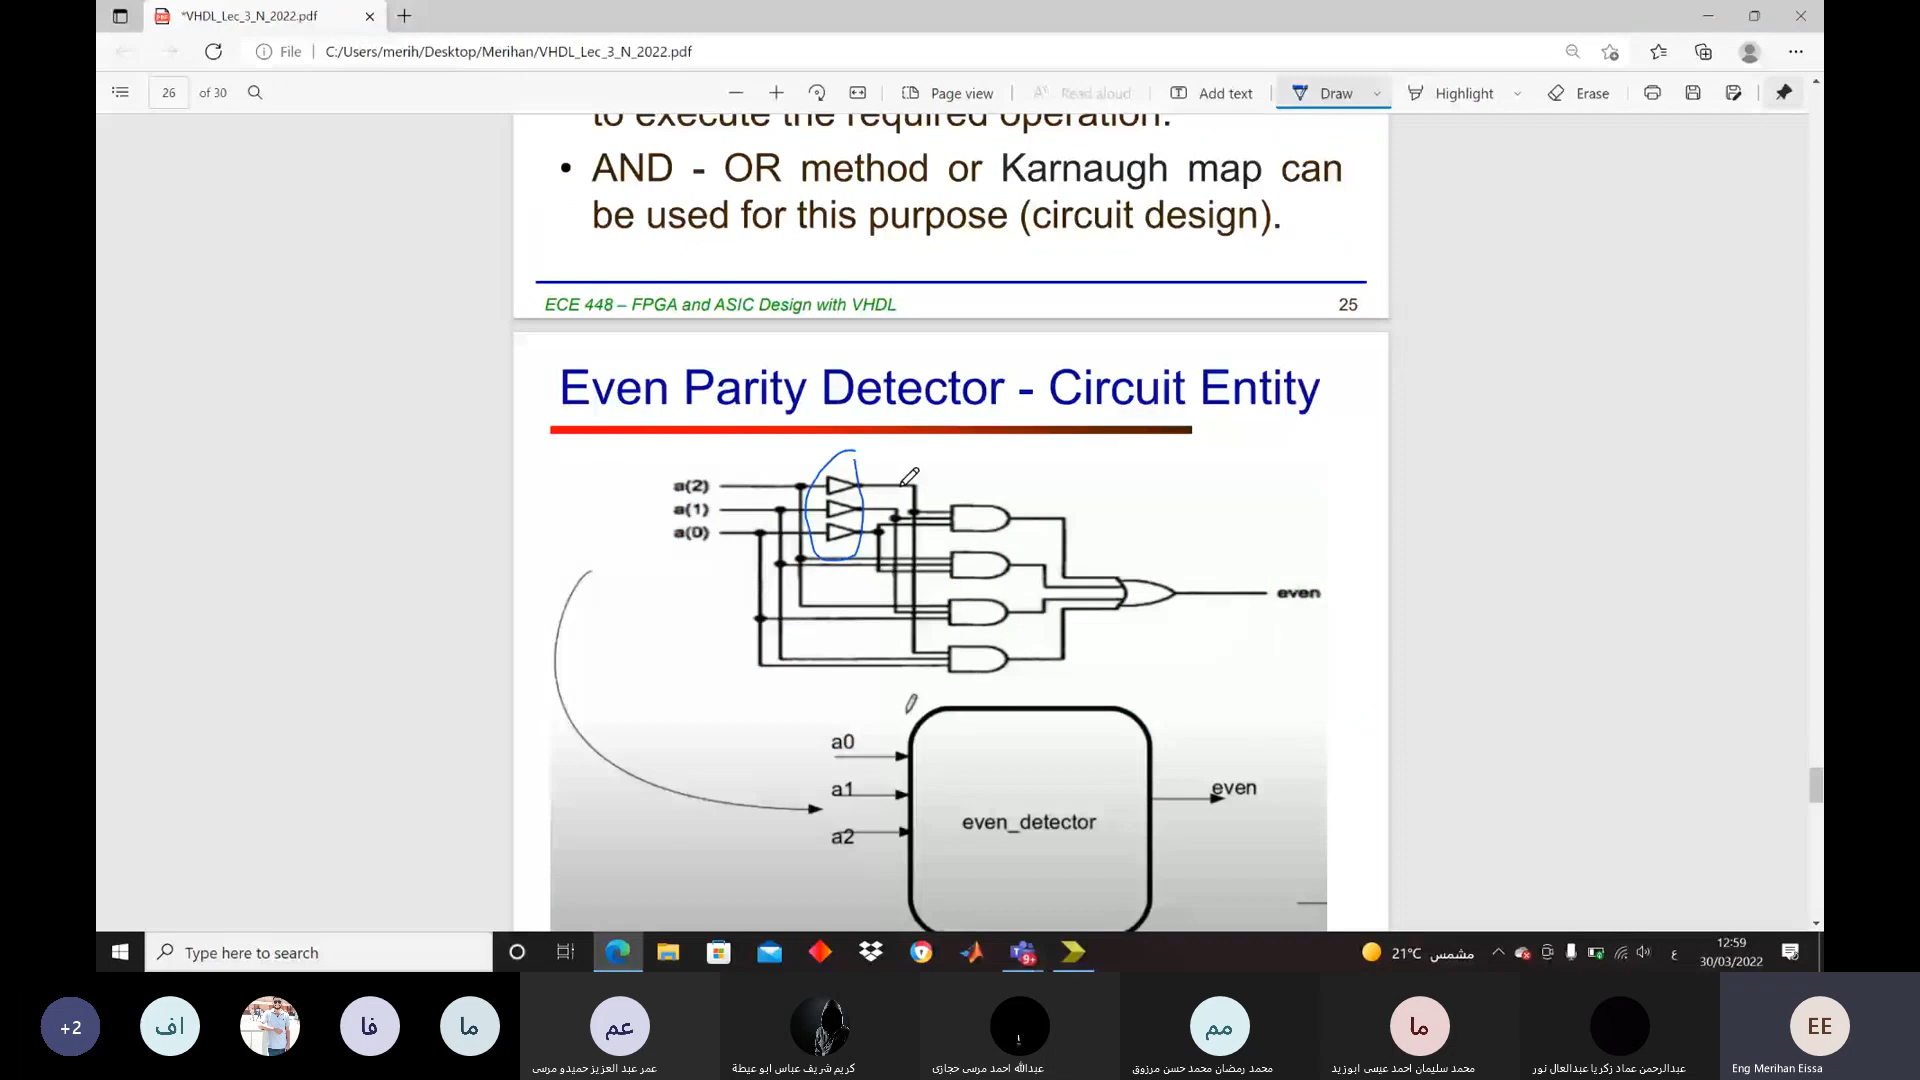 *VHDL_Lec_3_N_2022.pdf
File
C:/Users/merih/Desktop/Merihan/VHDL_Lec_3_N_2022.pdf
26 of 30
Page view
Read aloud
Add text
Draw
Highlight
Erase
to execute the required operation.
• AND - OR method or Karnaugh map can
be used for this purpose (circuit design).
ECE 448 – FPGA and ASIC Design with VHDL
25
Even Parity Detector - Circuit Entity
a(2)
a(1)
a(0)
even
a0
a1
a2
even_detector
even
Type here to search
9+
21°C مشمس
ع
12:59
30/03/2022
+2
اف
فا
ما
عم
عمر عبد العزيز حميدو مرسى
كريم شريف عباس ابو عيطة
عبدالله احمد مرسى حجازى
مم
محمد رمضان محمد حسن مرزوق
ما
محمد سليمان احمد عيسى ابوزيد
عبدالرحمن عماد زكريا عبدالعال نور
EE
Eng Merihan Eissa